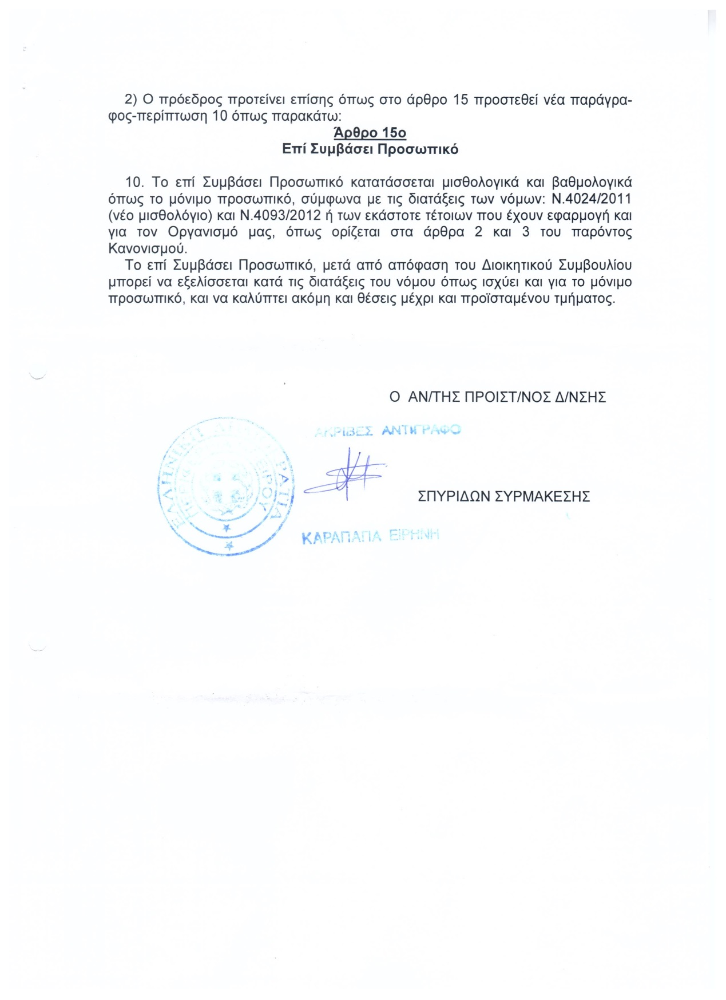 2) Ο πρόεδρος προτείνει επίσης όπως στο άρθρο 15 προστεθεί νέα παράγρα-
φος-περίπτωση 10 όπως παρακάτω:
Άρθρο 15ο
Επί Συμβάσει Προσωπικό
10. Το επί Συμβάσει Προσωπικό κατατάσσεται μισθολογικά και βαθμολογικά
όπως το μόνιμο προσωπικό, σύμφωνα με τις διατάξεις των νόμων: Ν.4024/2011
(νέο μισθολόγιο) και Ν.4093/2012 ή των εκάστοτε τέτοιων που έχουν εφαρμογή και
για τον Οργανισμό μας, όπως ορίζεται στα άρθρα 2 και 3 του παρόντος
Κανονισμού.
Το επί Συμβάσει Προσωπικό, μετά από απόφαση του Διοικητικού Συμβουλίου
μπορεί να εξελίσσεται κατά τις διατάξεις του νόμου όπως ισχύει και για το μόνιμο
προσωπικό, και να καλύπτει ακόμη και θέσεις μέχρι και προϊσταμένου τμήματος.
Ο ΑΝ/ΤΗΣ ΠΡΟΙΣΤ/ΝΟΣ Δ/ΝΣΗΣ
ΑΚΡΙΒΕΣ ΑΝΤΙΓΡΑΦΟ
ΕΛΛΗΝΙΚΗ ΔΗΜΟΚΡΑΤΙΑ
ΣΠΥΡΙΔΩΝ ΣΥΡΜΑΚΕΣΗΣ
ΚΑΡΑΠΑΠΑ ΕΙΡΗΝΗ